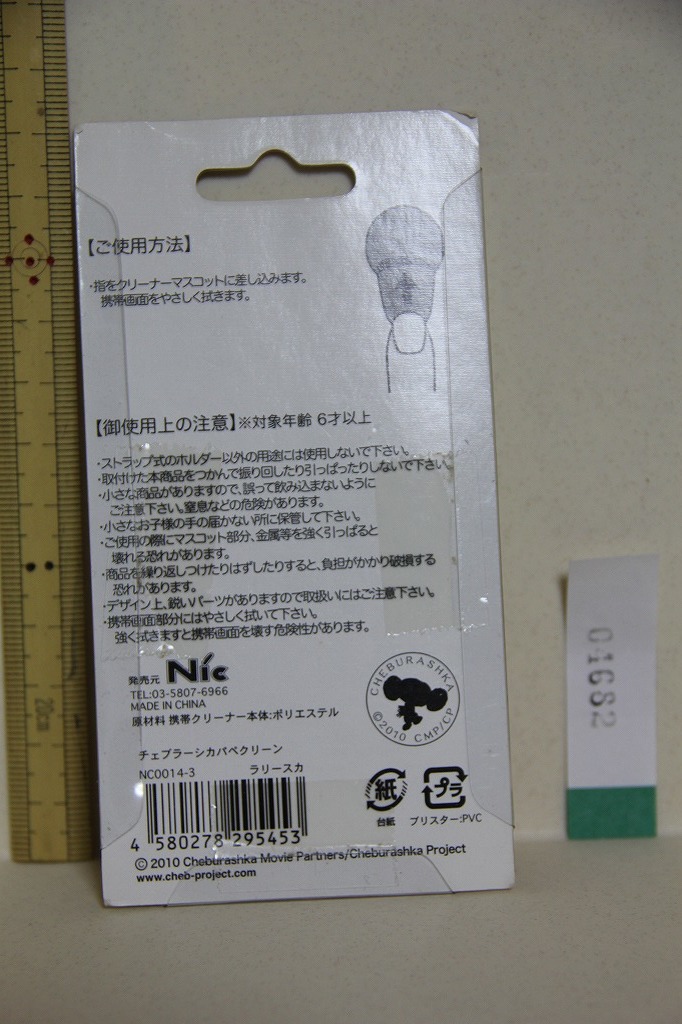 【ご使用方法】
・指をクリーナーマスコットに差し込みます。
携帯画面をやさしく拭きます。
【御使用上の注意】※対象年齢 6才以上
・ストラップ式のホルダー以外の用途には使用しないで下さい。
・取付けた本商品をつかんで振り回したり引っぱったりしないで下さい。
・小さな商品がありますので、誤って飲み込まないように
ご注意下さい。窒息などの危険があります。
・小さなお子様の手の届かない所に保管して下さい。
・ご使用の際にマスコット部分、金属等を強く引っぱると
壊れる恐れがあります。
・商品を繰り返しつけたりはずしたりすると、負担がかかり破損する
恐れがあります。
・デザイン上、鋭いパーツがありますので取扱いにはご注意下さい。
・携帯画面部分にはやさしく拭いて下さい。
強く拭きますと携帯画面を壊す危険性があります。
発売元 Nic
TEL:03-5807-6966
MADE IN CHINA
原材料 携帯クリーナー本体:ポリエステル
CHEBURASHKA
©2010 CMP/CP
チェブラーシカパペクリーン
NC0014-3 ラリースカ
4 580278 295453
紙
台紙
プラ
ブリスター:PVC
© 2010 Cheburashka Movie Partners/Cheburashka Project
www.cheb-project.com
20cm
04682